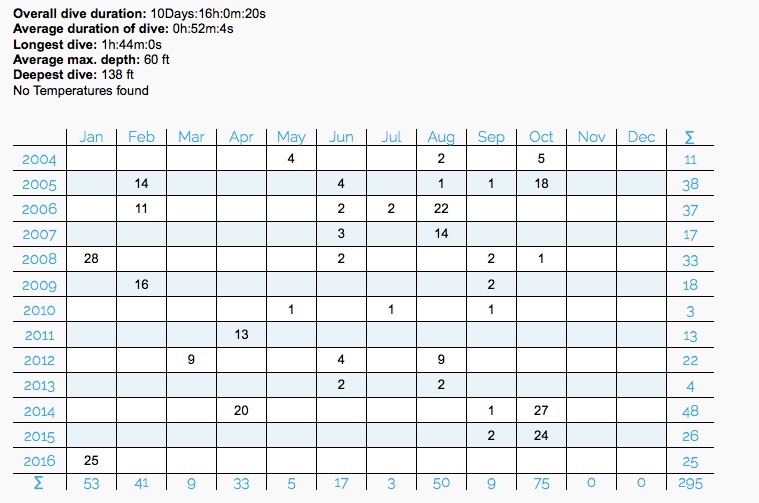 Overall dive duration: 10Days:16h:0m:20s
Average duration of dive: 0h:52m:4s
Longest dive: 1h:44m:0s
Average max. depth: 60 ft
Deepest dive: 138 ft
No Temperatures found
Jan Feb Mar Apr May Jun Jul Aug Sep Oct Nov Dec Σ
2004 4 2 5 11
2005 14 4 1 1 18 38
2006 11 2 2 22 37
2007 3 14 17
2008 28 2 2 1 33
2009 16 2 18
2010 1 1 1 3
2011 13 13
2012 9 4 9 22
2013 2 2 4
2014 20 1 27 48
2015 2 24 26
2016 25 25
Σ 53 41 9 33 5 17 3 50 9 75 0 0 295